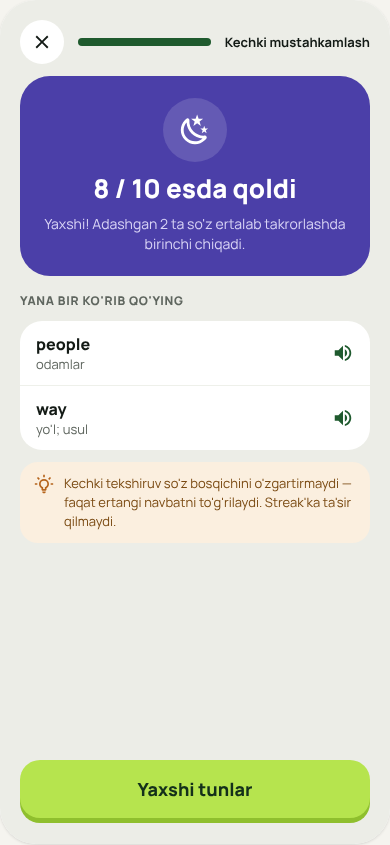 Kechki mustahkamlash
8 / 10 esda qoldi
Yaxshi! Adashgan 2 ta so'z ertalab takrorlashda
birinchi chiqadi.
YANA BIR KO'RIB QO'YING
people
odamlar
way
yo'l; usul
Kechki tekshiruv so'z bosqichini o'zgartirmaydi —
faqat ertangi navbatni to'g'rilaydi. Streak'ka ta'sir
qilmaydi.
Yaxshi tunlar